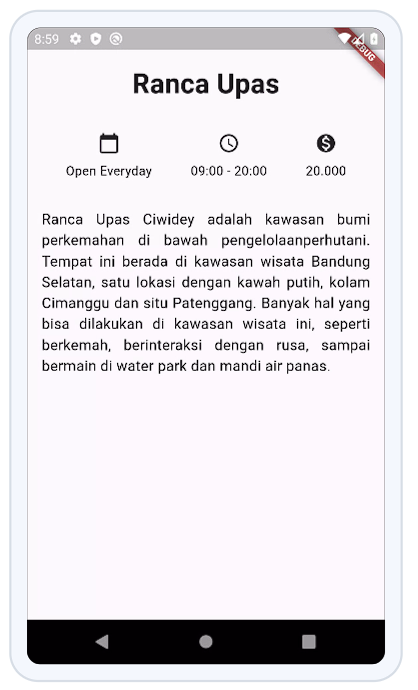 8:59
DEBUG
Ranca Upas
Open Everyday
09:00 - 20:00
20.000
Ranca Upas Ciwidey adalah kawasan bumi
perkemahan di bawah pengelolaanperhutani.
Tempat ini berada di kawasan wisata Bandung
Selatan, satu lokasi dengan kawah putih, kolam
Cimanggu dan situ Patenggang. Banyak hal yang
bisa dilakukan di kawasan wisata ini, seperti
berkemah, berinteraksi dengan rusa, sampai
bermain di water park dan mandi air panas.